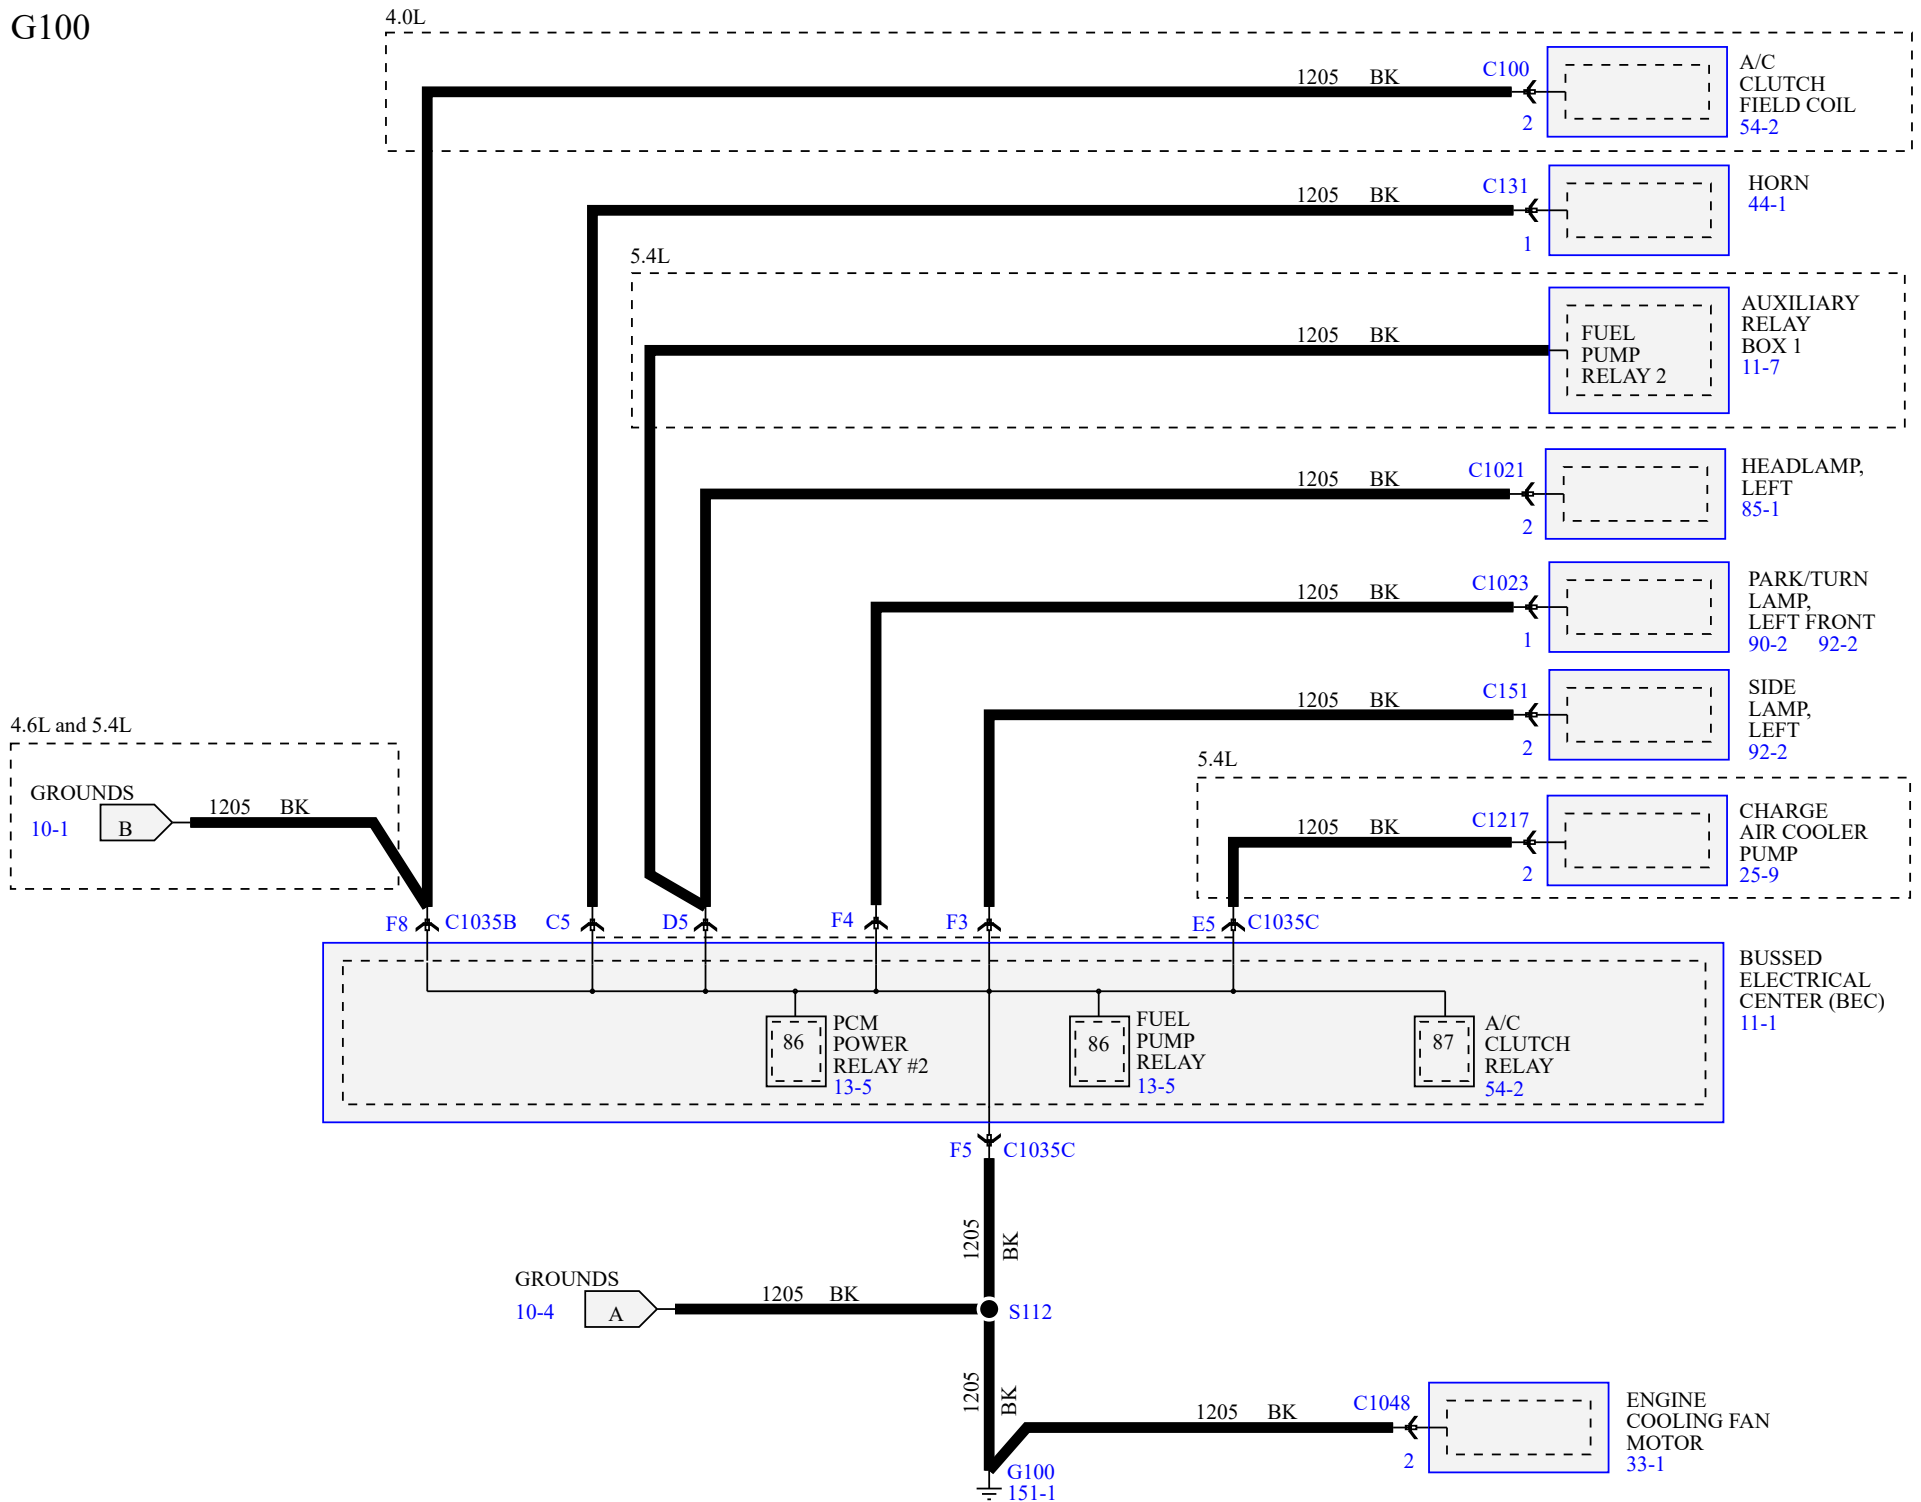 G100
4.0L
1205 BK
C100
2
A/C
CLUTCH
FIELD COIL
54-2
1205 BK
C131
1
HORN
44-1
5.4L
1205 BK
FUEL
PUMP
RELAY 2
AUXILIARY
RELAY
BOX 1
11-7
1205 BK
C1021
2
HEADLAMP,
LEFT
85-1
1205 BK
C1023
1
PARK/TURN
LAMP,
LEFT FRONT
90-2 92-2
1205 BK
C151
2
SIDE
LAMP,
LEFT
92-2
4.6L and 5.4L
GROUNDS
10-1
B
1205 BK
5.4L
1205 BK
C1217
2
CHARGE
AIR COOLER
PUMP
25-9
F8 C1035B
C5
D5
F4
F3
E5 C1035C
BUSSED
ELECTRICAL
CENTER (BEC)
11-1
86
PCM
POWER
RELAY #2
13-5
86
FUEL
PUMP
RELAY
13-5
87
A/C
CLUTCH
RELAY
54-2
F5 C1035C
1205 BK
GROUNDS
10-4
A
1205 BK
S112
1205 BK
1205 BK
C1048
2
ENGINE
COOLING FAN
MOTOR
33-1
G100
151-1